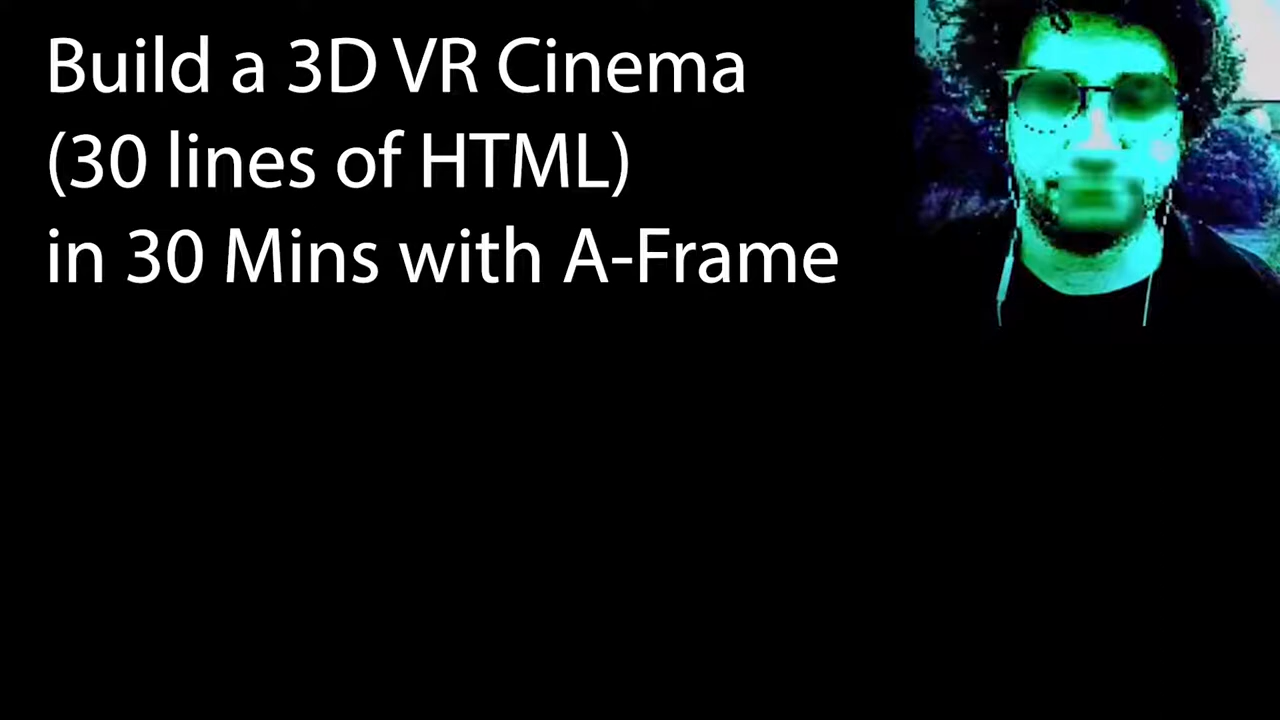 Build a 3D VR Cinema
(30 lines of HTML)
in 30 Mins with A-Frame